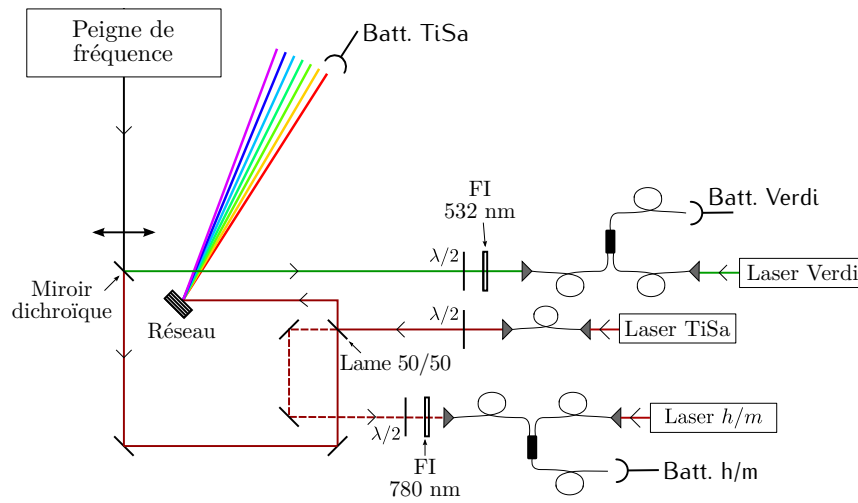 Peigne de
fréquence
Batt. TiSa
FI
532 nm
Batt. Verdi
λ/2
Laser Verdi
Miroir
dichroïque
Réseau
λ/2
Laser TiSa
Lame 50/50
λ/2
Laser h/m
FI
780 nm
Batt. h/m